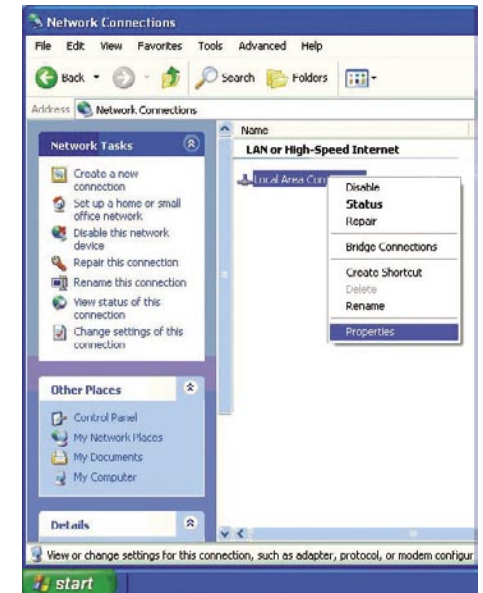 Network Connections
File Edit View Favorites Tools Advanced Help
Back Search Folders
Address Network Connections
Network Tasks
Create a new
connection
Set up a home or small
office network
Disable this network
device
Repair this connection
Rename this connection
View status of this
connection
Change settings of this
connection
Other Places
Control Panel
My Network Places
My Documents
My Computer
Details
Name
LAN or High-Speed Internet
Local Area Con
Disable
Status
Repair
Bridge Connections
Create Shortcut
Delete
Rename
Properties
View or change settings for this connection, such as adapter, protocol, or modem configur
start